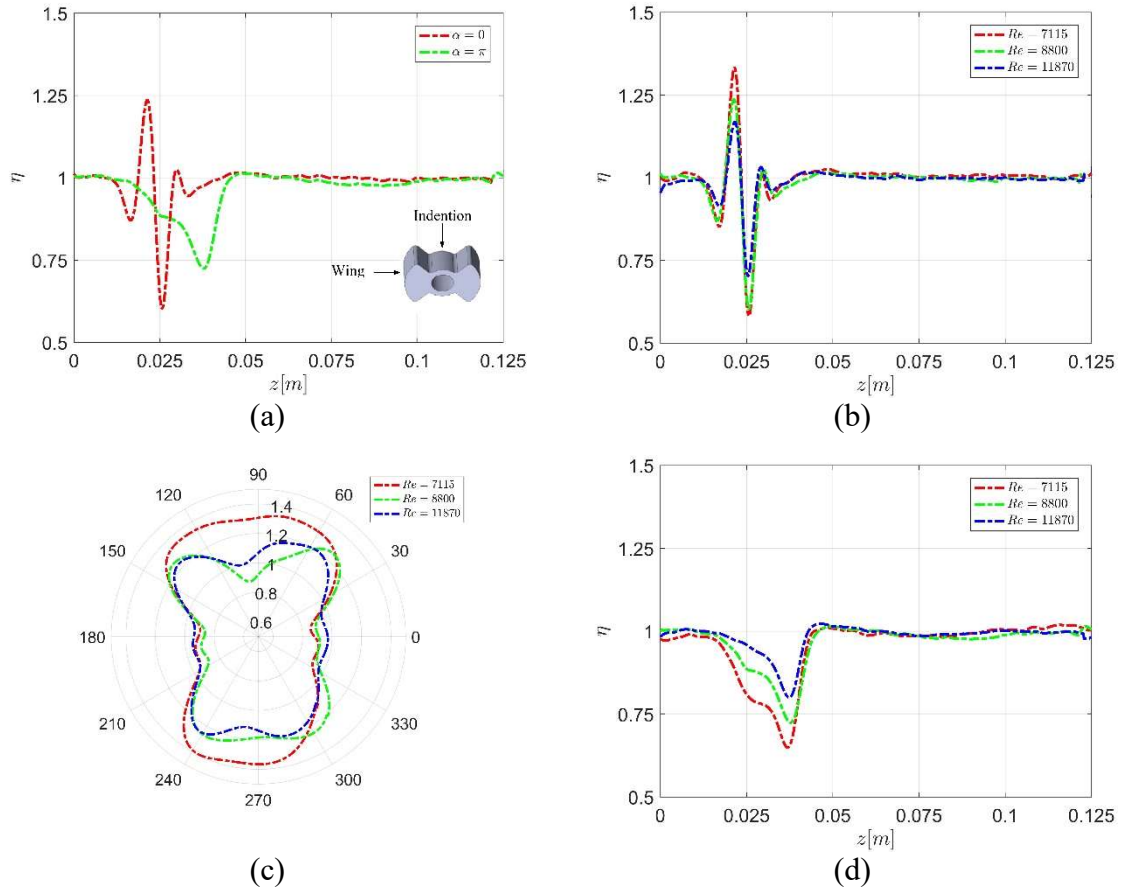 1.5
1.25
1
0.75
0.5
η
α = 0
α = π
Indention
Wing
0
0.025
0.05
0.075
0.1
0.125
z[m]
(a)
1.5
1.25
1
0.75
0.5
η
Re = 7115
Re = 8800
Re = 11870
0
0.025
0.05
0.075
0.1
0.125
z[m]
(b)
90
120
60
150
30
180
0
210
330
240
300
270
1.4
1.2
1
0.8
0.6
Re = 7115
Re = 8800
Re = 11870
(c)
1.5
1.25
1
0.75
0.5
η
Re = 7115
Re = 8800
Re = 11870
0
0.025
0.05
0.075
0.1
0.125
z[m]
(d)